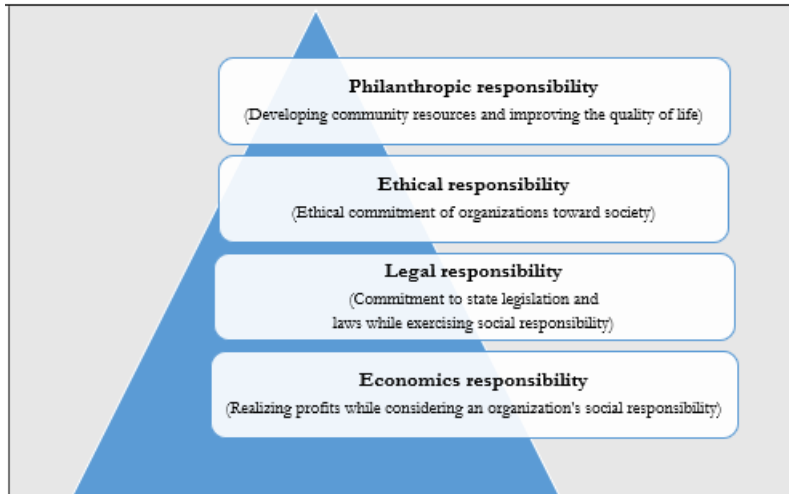 Philanthropic responsibility
(Developing community resources and improving the quality of life)
Ethical responsibility
(Ethical commitment of organizations toward society)
Legal responsibility
(Commitment to state legislation and
laws while exercising social responsibility)
Economics responsibility
(Realizing profits while considering an organization's social responsibility)